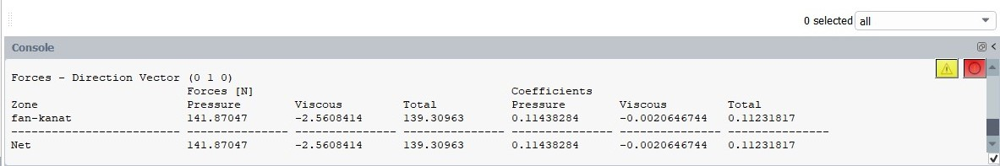 0 selected all
Console
Forces - Direction Vector (0 1 0)
Forces [N] Coefficients
Zone Pressure Viscous Total Pressure Viscous Total
fan-kanat 141.87047 -2.5608414 139.30963 0.11438284 -0.0020646744 0.11231817
------------------------- --------------- --------------- --------------- --------------- --------------- ---------------
Net 141.87047 -2.5608414 139.30963 0.11438284 -0.0020646744 0.11231817